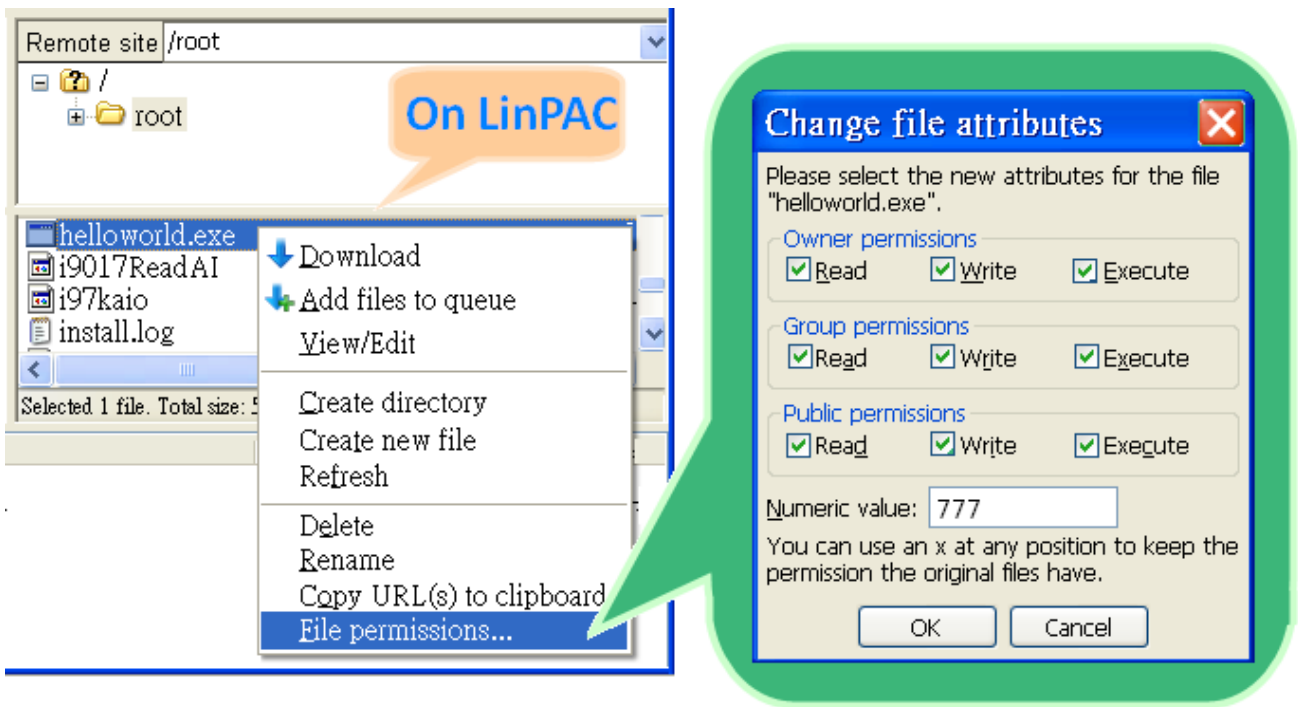 Remote site /root
/
root
On LinPAC
helloworld.exe
i9017ReadAI
i97kaio
install.log
Selected 1 file. Total size:
Download
Add files to queue
View/Edit
Create directory
Create new file
Refresh
Delete
Rename
Copy URL(s) to clipboard
File permissions...
Change file attributes
Please select the new attributes for the file
"helloworld.exe".
Owner permissions
Read Write Execute
Group permissions
Read Write Execute
Public permissions
Read Write Execute
Numeric value: 777
You can use an x at any position to keep the
permission the original files have.
OK Cancel